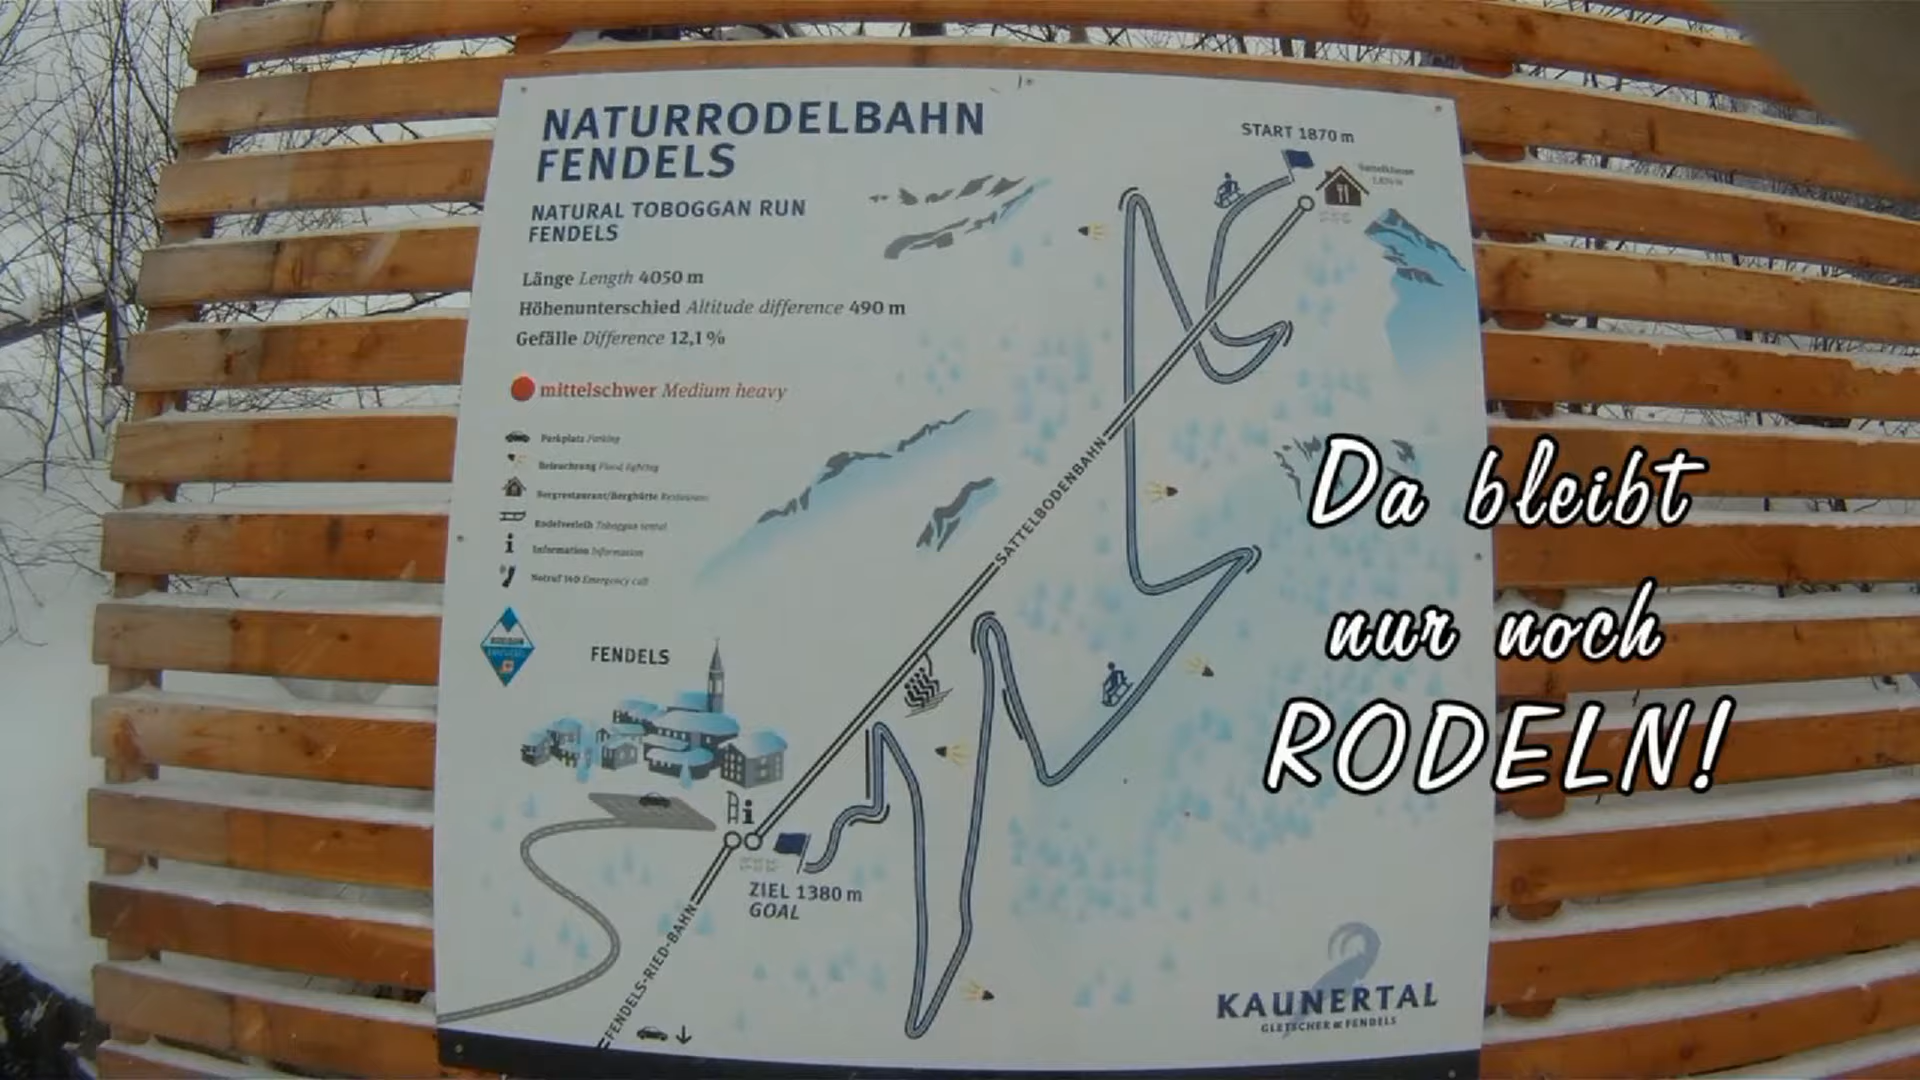 NATURRODELBAHN
FENDELS
NATURAL TOBOGGAN RUN
FENDELS
Länge Length 4050 m
Höhenunterschied Altitude difference 490 m
Gefälle Difference 12,1 %
mittelschwer Medium heavy
Parkplatz Parking
Beleuchtung Flood lighting
Bergrestaurant/Berghütte Restaurant
Rodelverleih Toboggan rental
Information Information
Notruf 140 Emergency call
START 1870 m
SATTELBODENBAHN
FENDELS
i
ZIEL 1380 m
GOAL
FENDELS-RIED-BAHN
KAUNERTAL
GLETSCHER & FENDELS
Da bleibt
nur noch
RODELN!